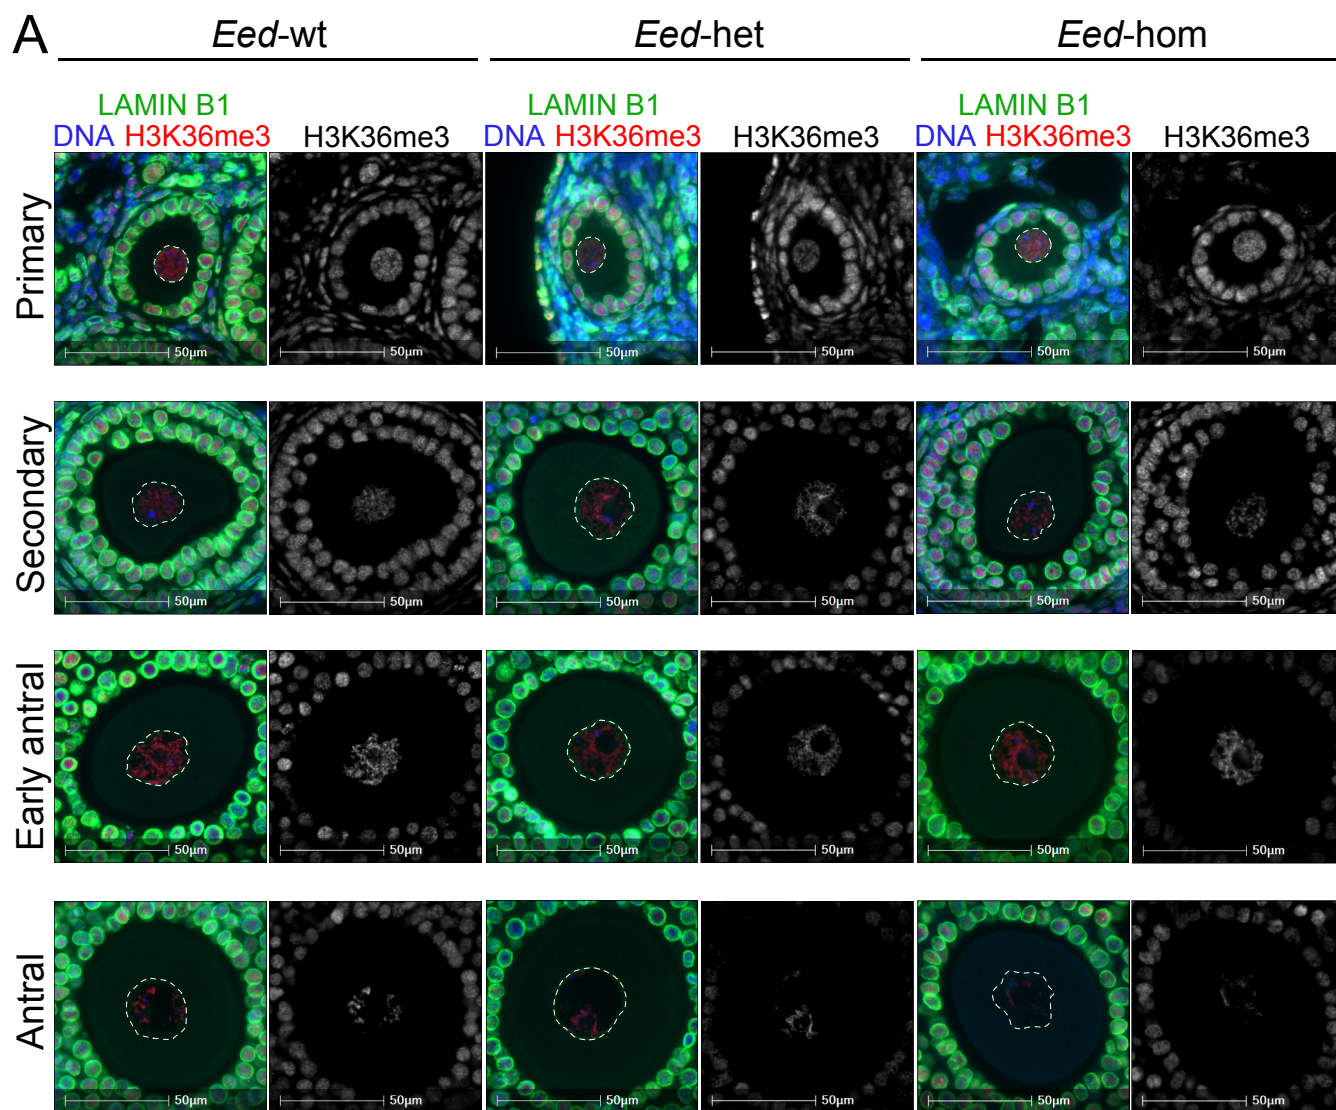 A
Eed-wt Eed-het Eed-hom
LAMIN B1 LAMIN B1 LAMIN B1
DNA H3K36me3 H3K36me3 DNA H3K36me3 H3K36me3 DNA H3K36me3 H3K36me3
Primary
50µm 50µm 50µm 50µm 50µm 50µm
Secondary
50µm 50µm 50µm 50µm 50µm 50µm
Early antral
50µm 50µm 50µm 50µm 50µm 50µm
Antral
50µm 50µm 50µm 50µm 50µm 50µm